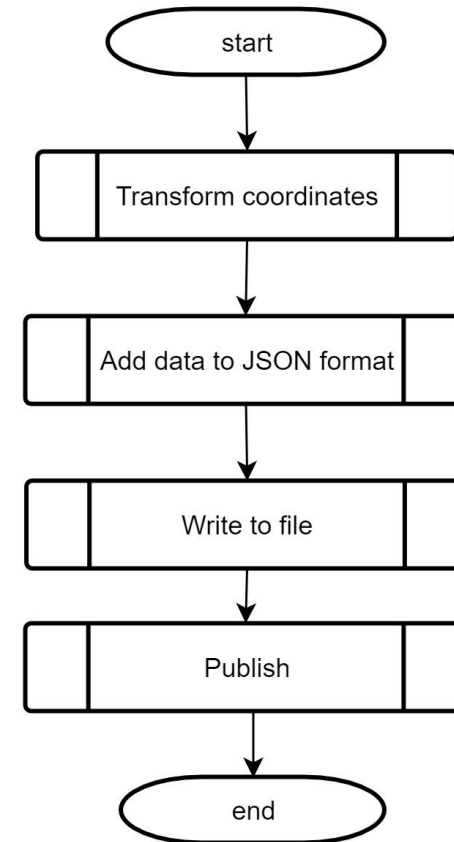 start
Transform coordinates
Add data to JSON format
Write to file
Publish
end